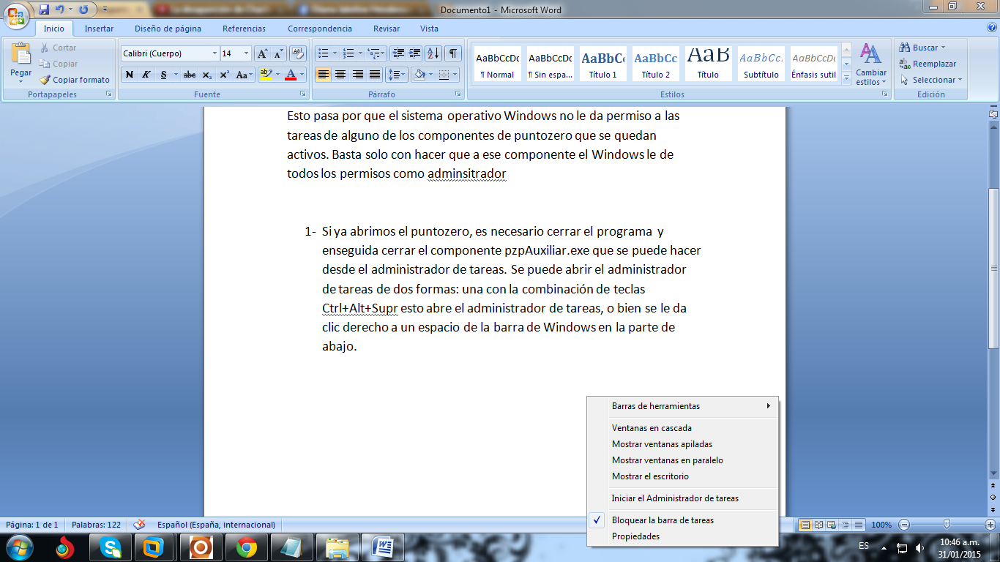 Documento1 - Microsoft Word
Inicio Insertar Diseño de página Referencias Correspondencia Revisar Vista
Pegar
Cortar
Copiar
Copiar formato
Portapapeles
Calibri (Cuerpo) 14
N K S abc x₂ x² Aa
Fuente
Párrafo
AaBbCcDc AaBbCcDc AaBbCc AaBbCc AaB AaBbCc. AaBbCcDc
¶ Normal ¶ Sin espa... Título 1 Título 2 Título Subtítulo Énfasis sutil
Cambiar estilos
Estilos
Buscar
Reemplazar
Seleccionar
Edición
Esto pasa por que el sistema operativo Windows no le da permiso a las
tareas de alguno de los componentes de puntozero que se quedan
activos. Basta solo con hacer que a ese componente el Windows le de
todos los permisos como adminsitrador
1- Si ya abrimos el puntozero, es necesario cerrar el programa y
enseguida cerrar el componente pzpAuxiliar.exe que se puede hacer
desde el administrador de tareas. Se puede abrir el administrador
de tareas de dos formas: una con la combinación de teclas
Ctrl+Alt+Supr esto abre el administrador de tareas, o bien se le da
clic derecho a un espacio de la barra de Windows en la parte de
abajo.
Barras de herramientas
Ventanas en cascada
Mostrar ventanas apiladas
Mostrar ventanas en paralelo
Mostrar el escritorio
Iniciar el Administrador de tareas
Bloquear la barra de tareas
Propiedades
Página: 1 de 1 Palabras: 122 Español (España, internacional) 100%
ES 10:46 a.m.
31/01/2015